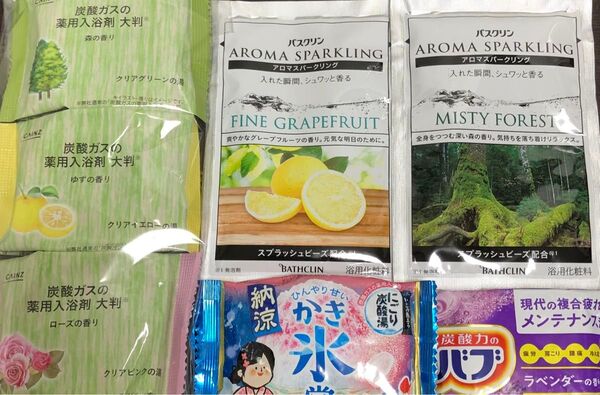 炭酸ガスの
薬用入浴剤 大判
森の香り
クリアグリーンの湯
CAINZ
炭酸ガスの
薬用入浴剤 大判
ゆずの香り
クリアイエローの湯
CAINZ
炭酸ガスの
薬用入浴剤 大判
ローズの香り
クリアピンクの湯
バスクリン
AROMA SPARKLING
アロマスパークリング
入れた瞬間、シュワッと香る
FINE GRAPEFRUIT
爽やかなグレープフルーツの香り。元気な明日のために。
スプラッシュビーズ配合
BATHCLIN
浴用化粧料
バスクリン
AROMA SPARKLING
アロマスパークリング
入れた瞬間、シュワッと香る
MISTY FOREST
全身をつつむ深い森の香り。気持ちを落ち着けリラックス。
スプラッシュビーズ配合
BATHCLIN
浴用化粧料
納涼
ひんやり甘い
かき
氷
にごり
炭酸湯
炭酸力の
バブ
現代の複合疲
メンテナンス
疲労 肩こり 腰痛 冷え
ラベンダーの香